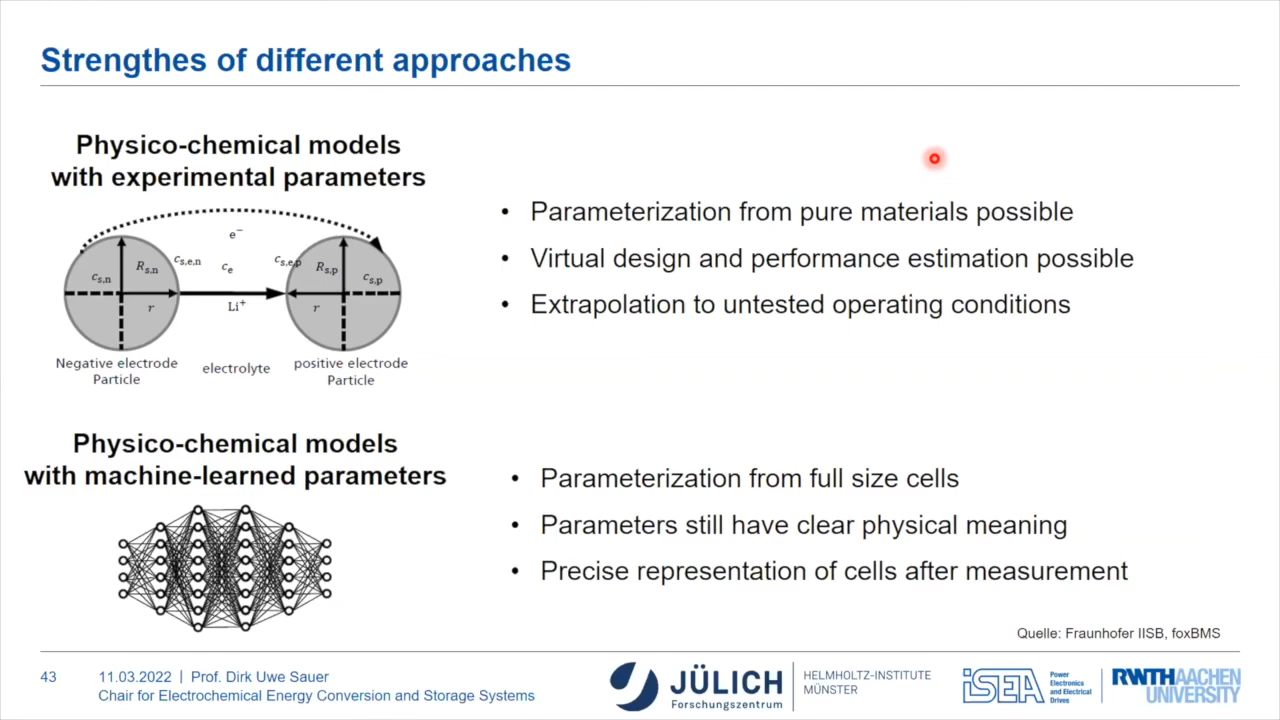 Strengthes of different approaches
Physico-chemical models
with experimental parameters
e⁻
c_s,n
R_s,n
c_s,e,n
c_e
c_s,e,p
R_s,p
c_s,p
r
Li⁺
r
Negative electrode
Particle
electrolyte
positive electrode
Particle
• Parameterization from pure materials possible
• Virtual design and performance estimation possible
• Extrapolation to untested operating conditions
Physico-chemical models
with machine-learned parameters
• Parameterization from full size cells
• Parameters still have clear physical meaning
• Precise representation of cells after measurement
Quelle: Fraunhofer IISB, foxBMS
43
11.03.2022 | Prof. Dirk Uwe Sauer
Chair for Electrochemical Energy Conversion and Storage Systems
JÜLICH
Forschungszentrum
HELMHOLTZ-INSTITUTE
MÜNSTER
iSEA
Power
Electronics
and Electrical
Drives
RWTHAACHEN
UNIVERSITY